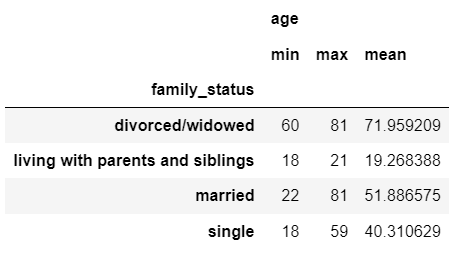 age
min max mean
family_status
divorced/widowed 60 81 71.959209
living with parents and siblings 18 21 19.268388
married 22 81 51.886575
single 18 59 40.310629